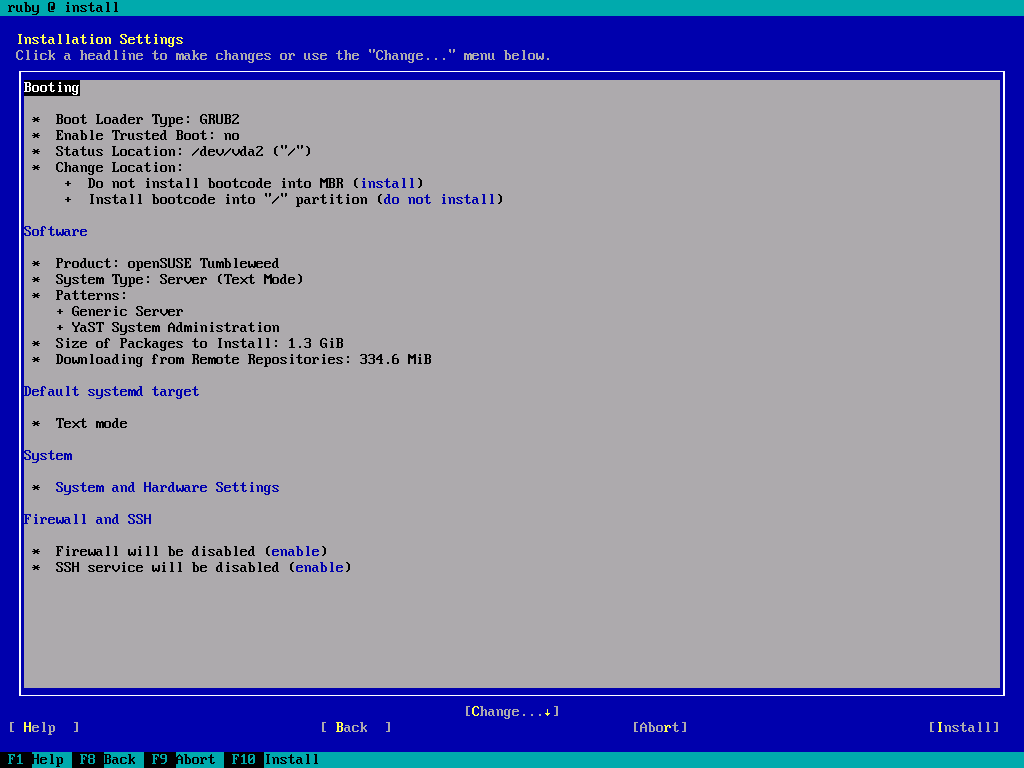 ruby @ install
Installation Settings
Click a headline to make changes or use the "Change..." menu below.
Booting
* Boot Loader Type: GRUB2
* Enable Trusted Boot: no
* Status Location: /dev/vda2 ("/")
* Change Location:
+ Do not install bootcode into MBR (install)
+ Install bootcode into "/" partition (do not install)
Software
* Product: openSUSE Tumbleweed
* System Type: Server (Text Mode)
* Patterns:
+ Generic Server
+ YaST System Administration
* Size of Packages to Install: 1.3 GiB
* Downloading from Remote Repositories: 334.6 MiB
Default systemd target
* Text mode
System
* System and Hardware Settings
Firewall and SSH
* Firewall will be disabled (enable)
* SSH service will be disabled (enable)
[Change...↓]
[ Help ] [ Back ] [Abort] [Install]
F1 Help F8 Back F9 Abort F10 Install